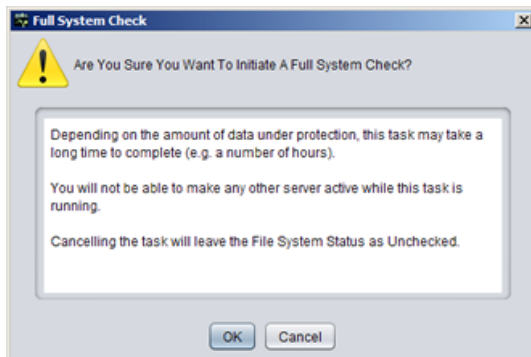 Full System Check
Are You Sure You Want To Initiate A Full System Check?
Depending on the amount of data under protection, this task may take a
long time to complete (e.g. a number of hours).
You will not be able to make any other server active while this task is
running.
Cancelling the task will leave the File System Status as Unchecked.
OK Cancel